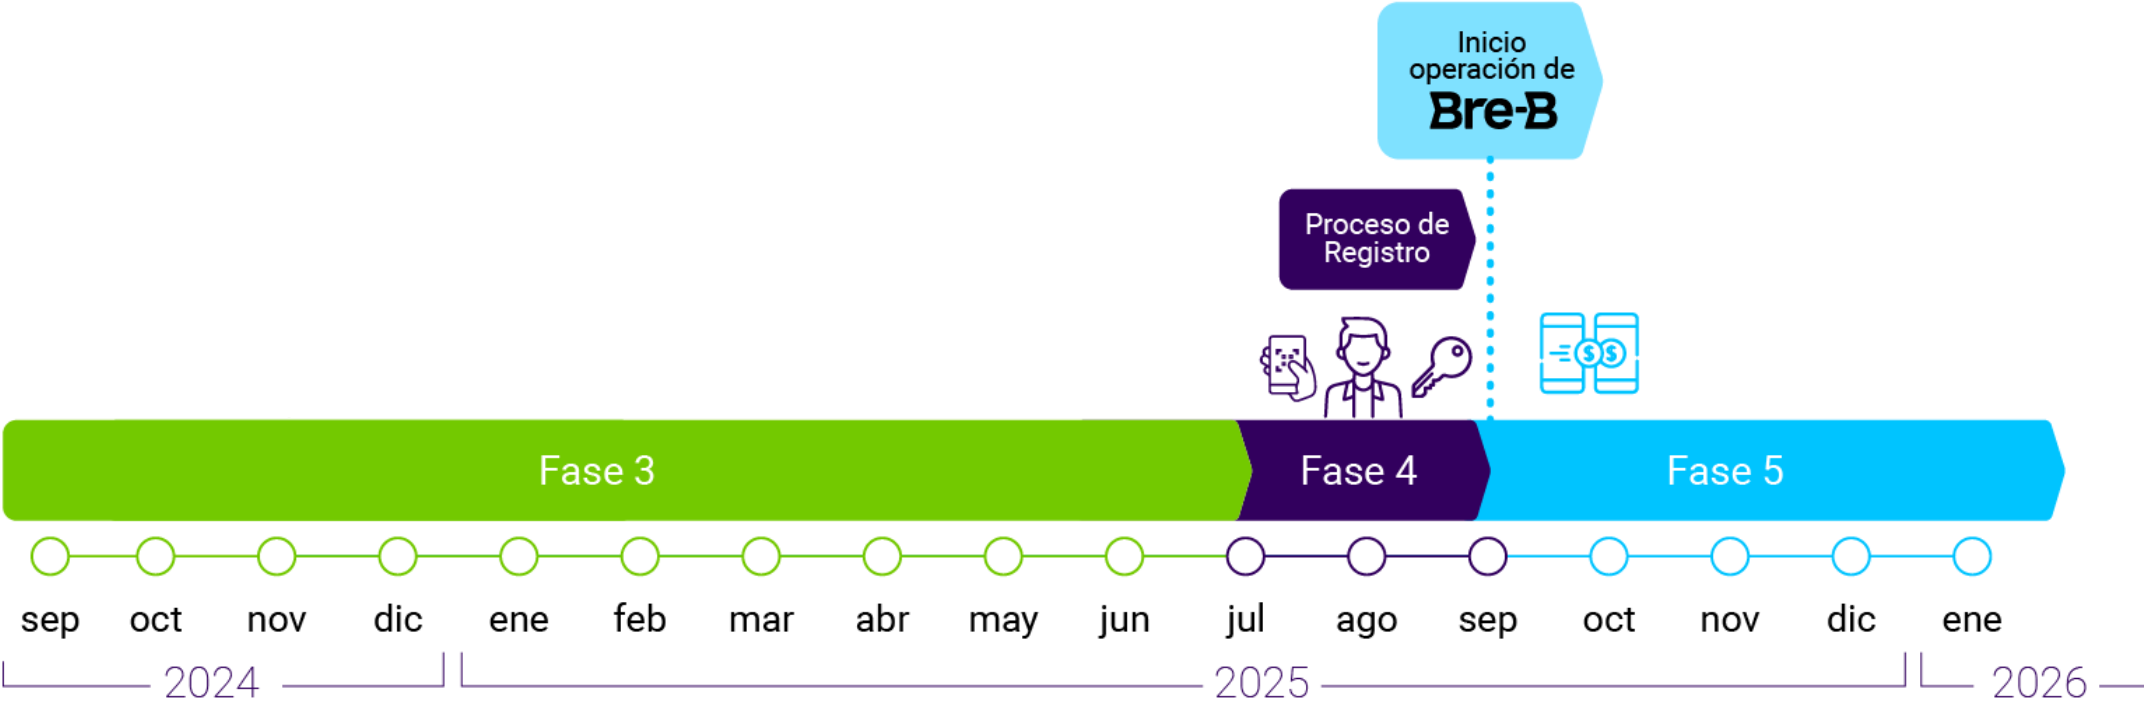 Inicio
operación de
Bre-B
Proceso de
Registro
$ $
Fase 3 Fase 4 Fase 5
sep oct nov dic ene feb mar abr may jun jul ago sep oct nov dic ene
2024 2025 2026